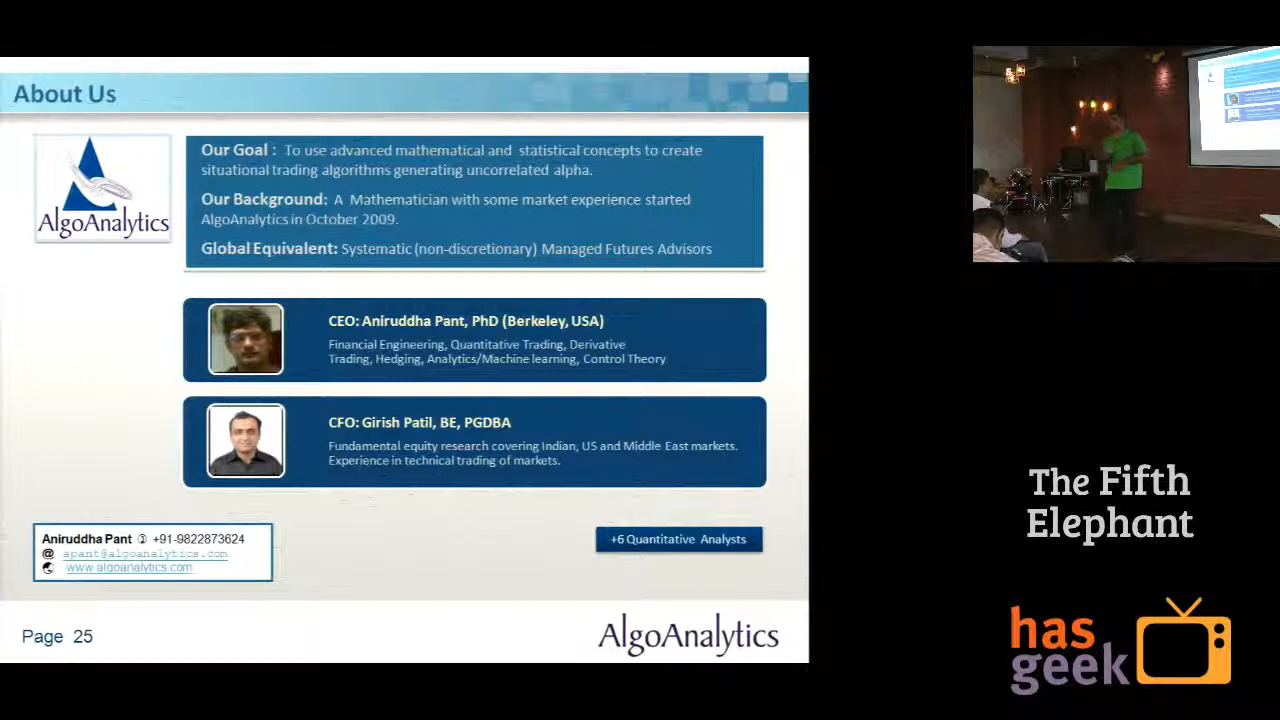 About Us
AlgoAnalytics
Our Goal : To use advanced mathematical and statistical concepts to create
situational trading algorithms generating uncorrelated alpha.
Our Background: A Mathematician with some market experience started
AlgoAnalytics in October 2009.
Global Equivalent: Systematic (non-discretionary) Managed Futures Advisors
CEO: Aniruddha Pant, PhD (Berkeley, USA)
Financial Engineering, Quantitative Trading, Derivative
Trading, Hedging, Analytics/Machine learning, Control Theory
CFO: Girish Patil, BE, PGDBA
Fundamental equity research covering Indian, US and Middle East markets.
Experience in technical trading of markets.
Aniruddha Pant ✆ +91-9822873624
@ apant@algoanalytics.com
www.algoanalytics.com
+6 Quantitative Analysts
Page 25
AlgoAnalytics
The Fifth
Elephant
has
geek